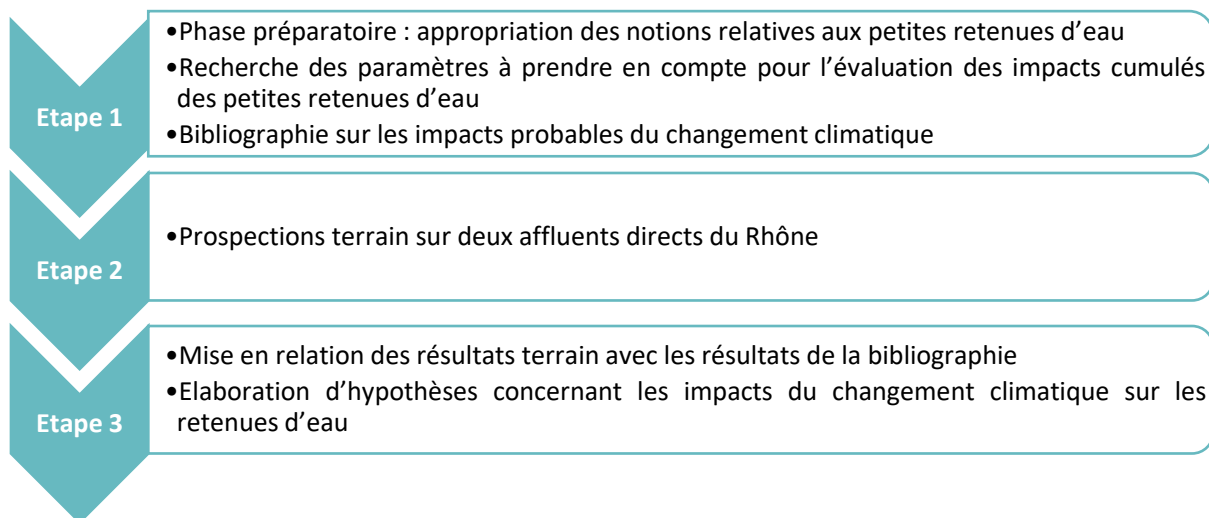 Etape 1
•Phase préparatoire : appropriation des notions relatives aux petites retenues d’eau
•Recherche des paramètres à prendre en compte pour l’évaluation des impacts cumulés
des petites retenues d’eau
•Bibliographie sur les impacts probables du changement climatique
Etape 2
•Prospections terrain sur deux affluents directs du Rhône
Etape 3
•Mise en relation des résultats terrain avec les résultats de la bibliographie
•Elaboration d’hypothèses concernant les impacts du changement climatique sur les
retenues d’eau